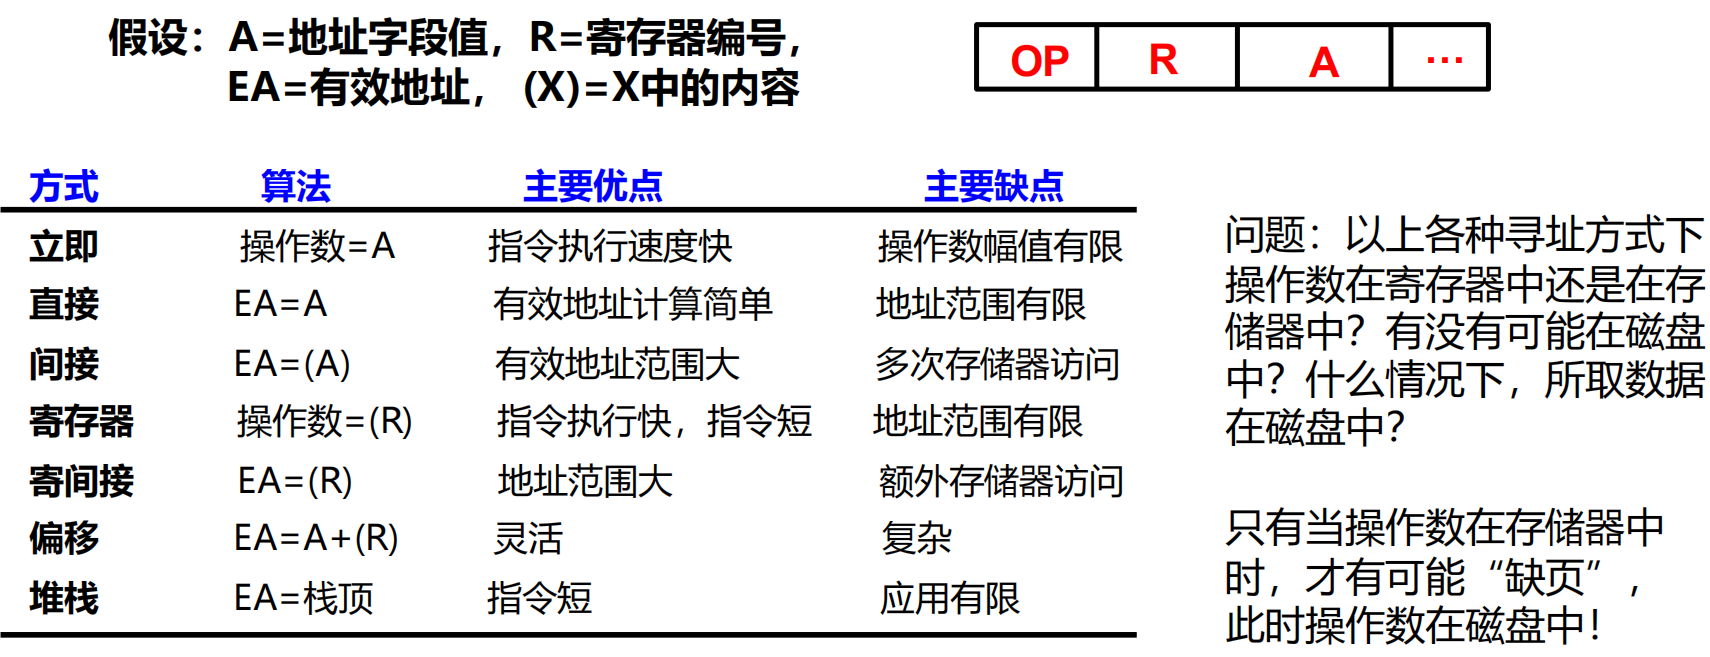 假设：A=地址字段值，R=寄存器编号，
EA=有效地址， (X)=X中的内容
OP R A …
方式 算法 主要优点 主要缺点
立即 操作数=A 指令执行速度快 操作数幅值有限
直接 EA=A 有效地址计算简单 地址范围有限
间接 EA=(A) 有效地址范围大 多次存储器访问
寄存器 操作数=(R) 指令执行快，指令短 地址范围有限
寄间接 EA=(R) 地址范围大 额外存储器访问
偏移 EA=A+(R) 灵活 复杂
堆栈 EA=栈顶 指令短 应用有限
问题：以上各种寻址方式下
操作数在寄存器中还是在存
储器中？有没有可能在磁盘
中？什么情况下，所取数据
在磁盘中？
只有当操作数在存储器中
时，才有可能“缺页”，
此时操作数在磁盘中！